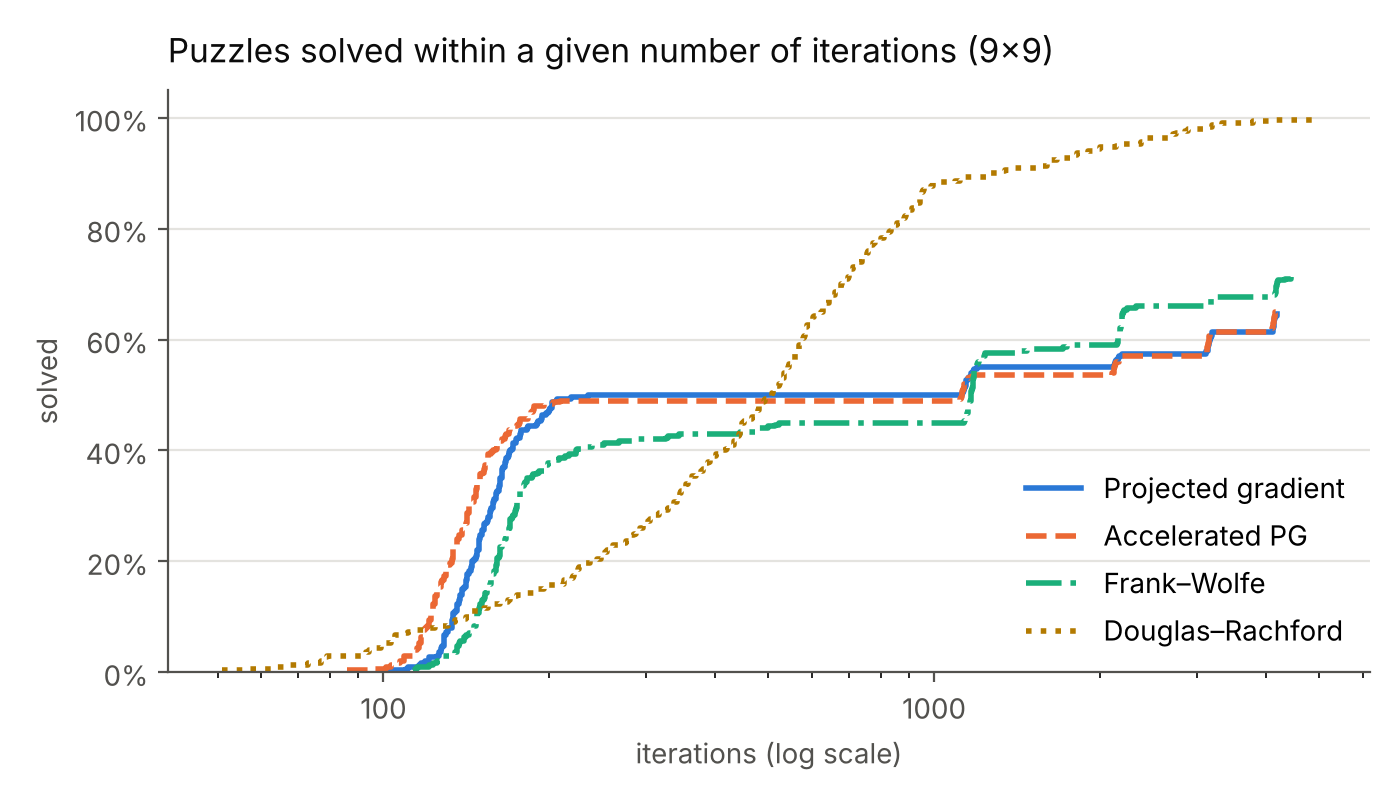 Puzzles solved within a given number of iterations (9×9)
100%
80%
60%
40%
20%
0%
solved
100
1000
iterations (log scale)
Projected gradient
Accelerated PG
Frank–Wolfe
Douglas–Rachford